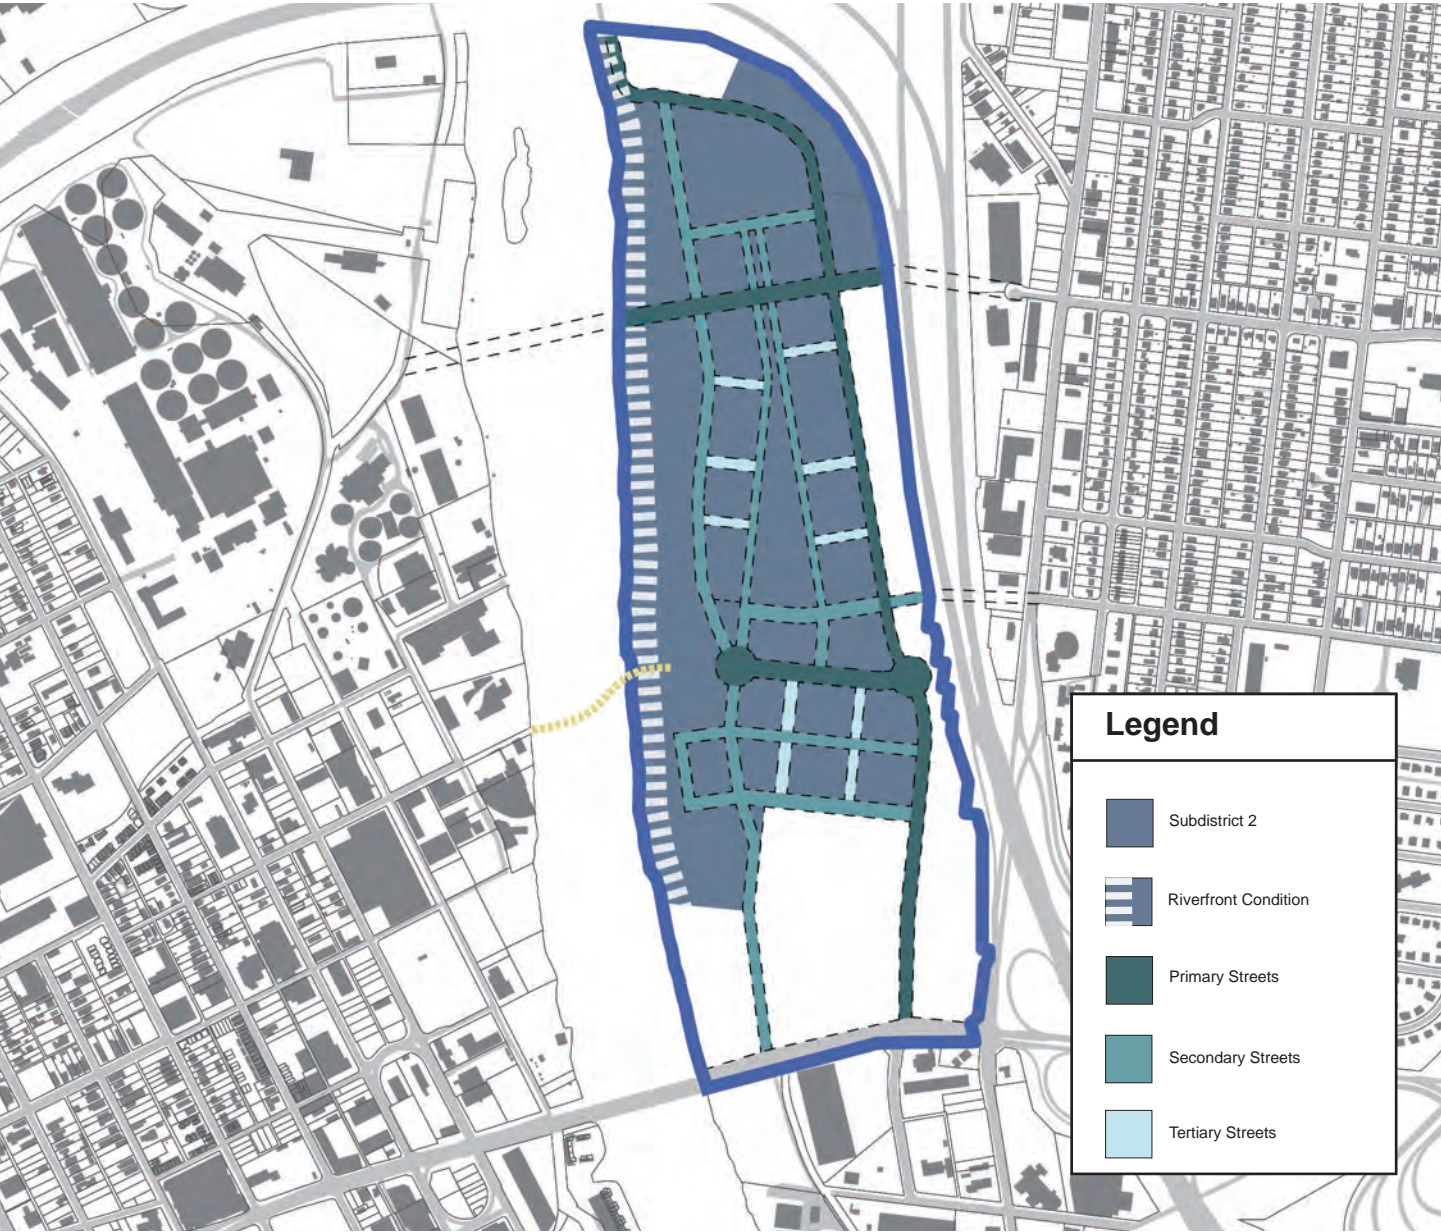 Legend
Subdistrict 2
Riverfront Condition
Primary Streets
Secondary Streets
Tertiary Streets